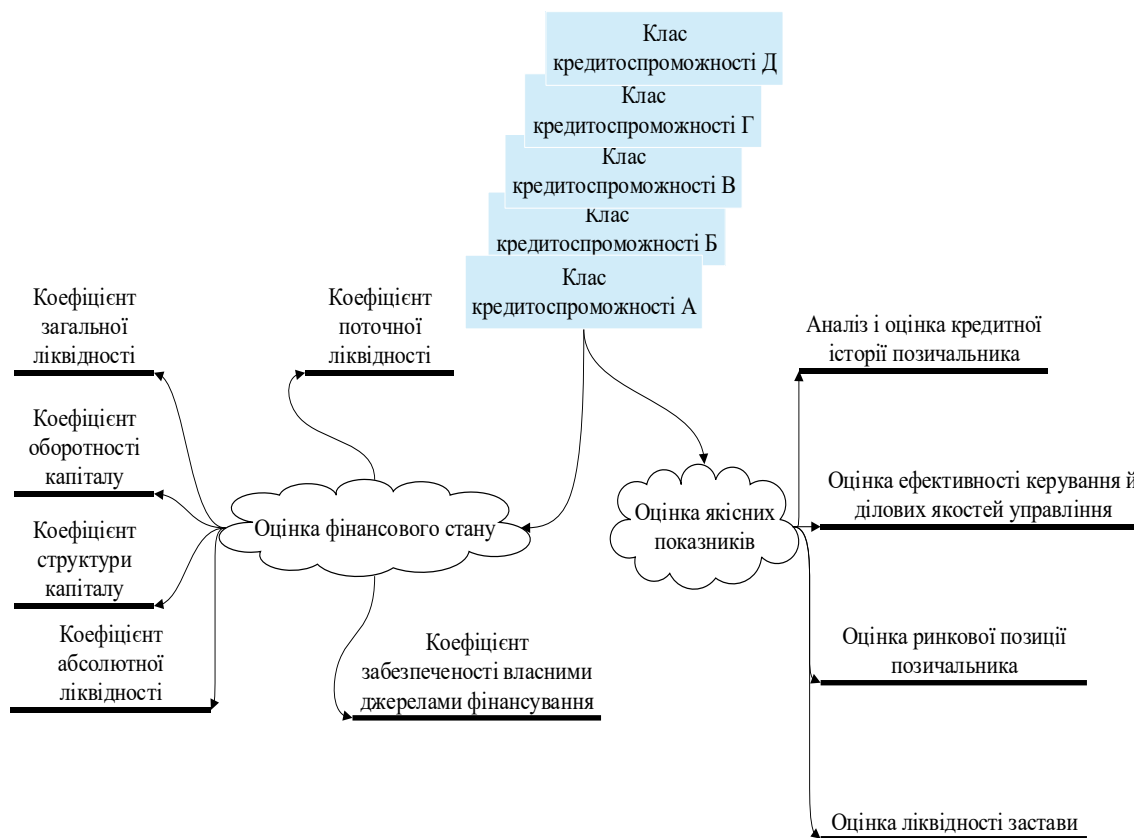 Клас
кредитоспроможності Д
Клас
кредитоспроможності Г
Клас
кредитоспроможності В
Клас
кредитоспроможності Б
Клас
кредитоспроможності А
Коефіцієнт
загальної
ліквідності
Коефіцієнт
поточної
ліквідності
Коефіцієнт
оборотності
капіталу
Коефіцієнт
структури
капіталу
Коефіцієнт
абсолютної
ліквідності
Оцінка фінансового стану
Коефіцієнт
забезпеченості власними
джерелами фінансування
Оцінка якісних
показників
Аналіз і оцінка кредитної
історії позичальника
Оцінка ефективності керування й
ділових якостей управління
Оцінка ринкової позиції
позичальника
Оцінка ліквідності застави